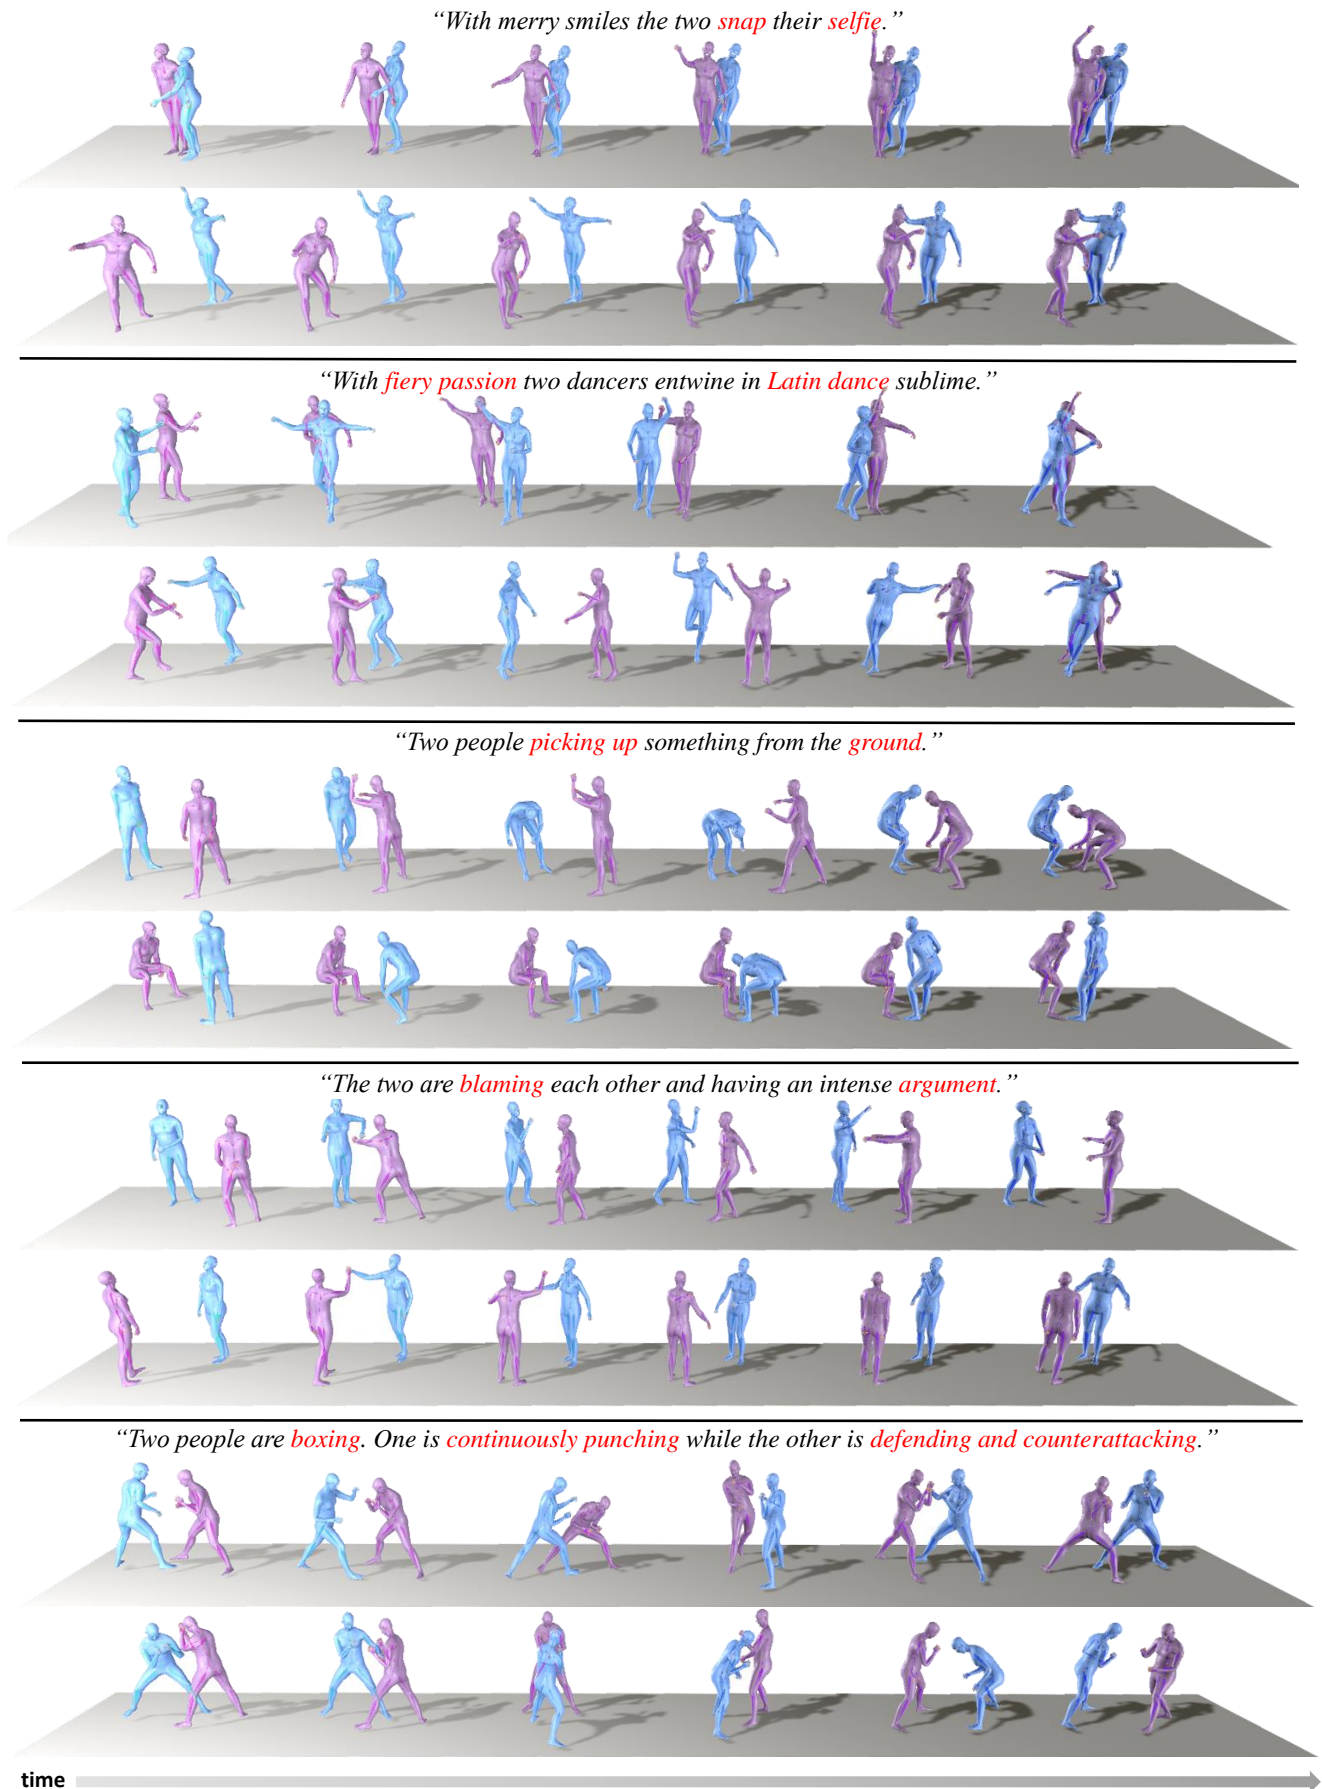 “With merry smiles the two snap their selfie.”
“With fiery passion two dancers entwine in Latin dance sublime.”
“Two people picking up something from the ground.”
“The two are blaming each other and having an intense argument.”
“Two people are boxing. One is continuously punching while the other is defending and counterattacking.”
time